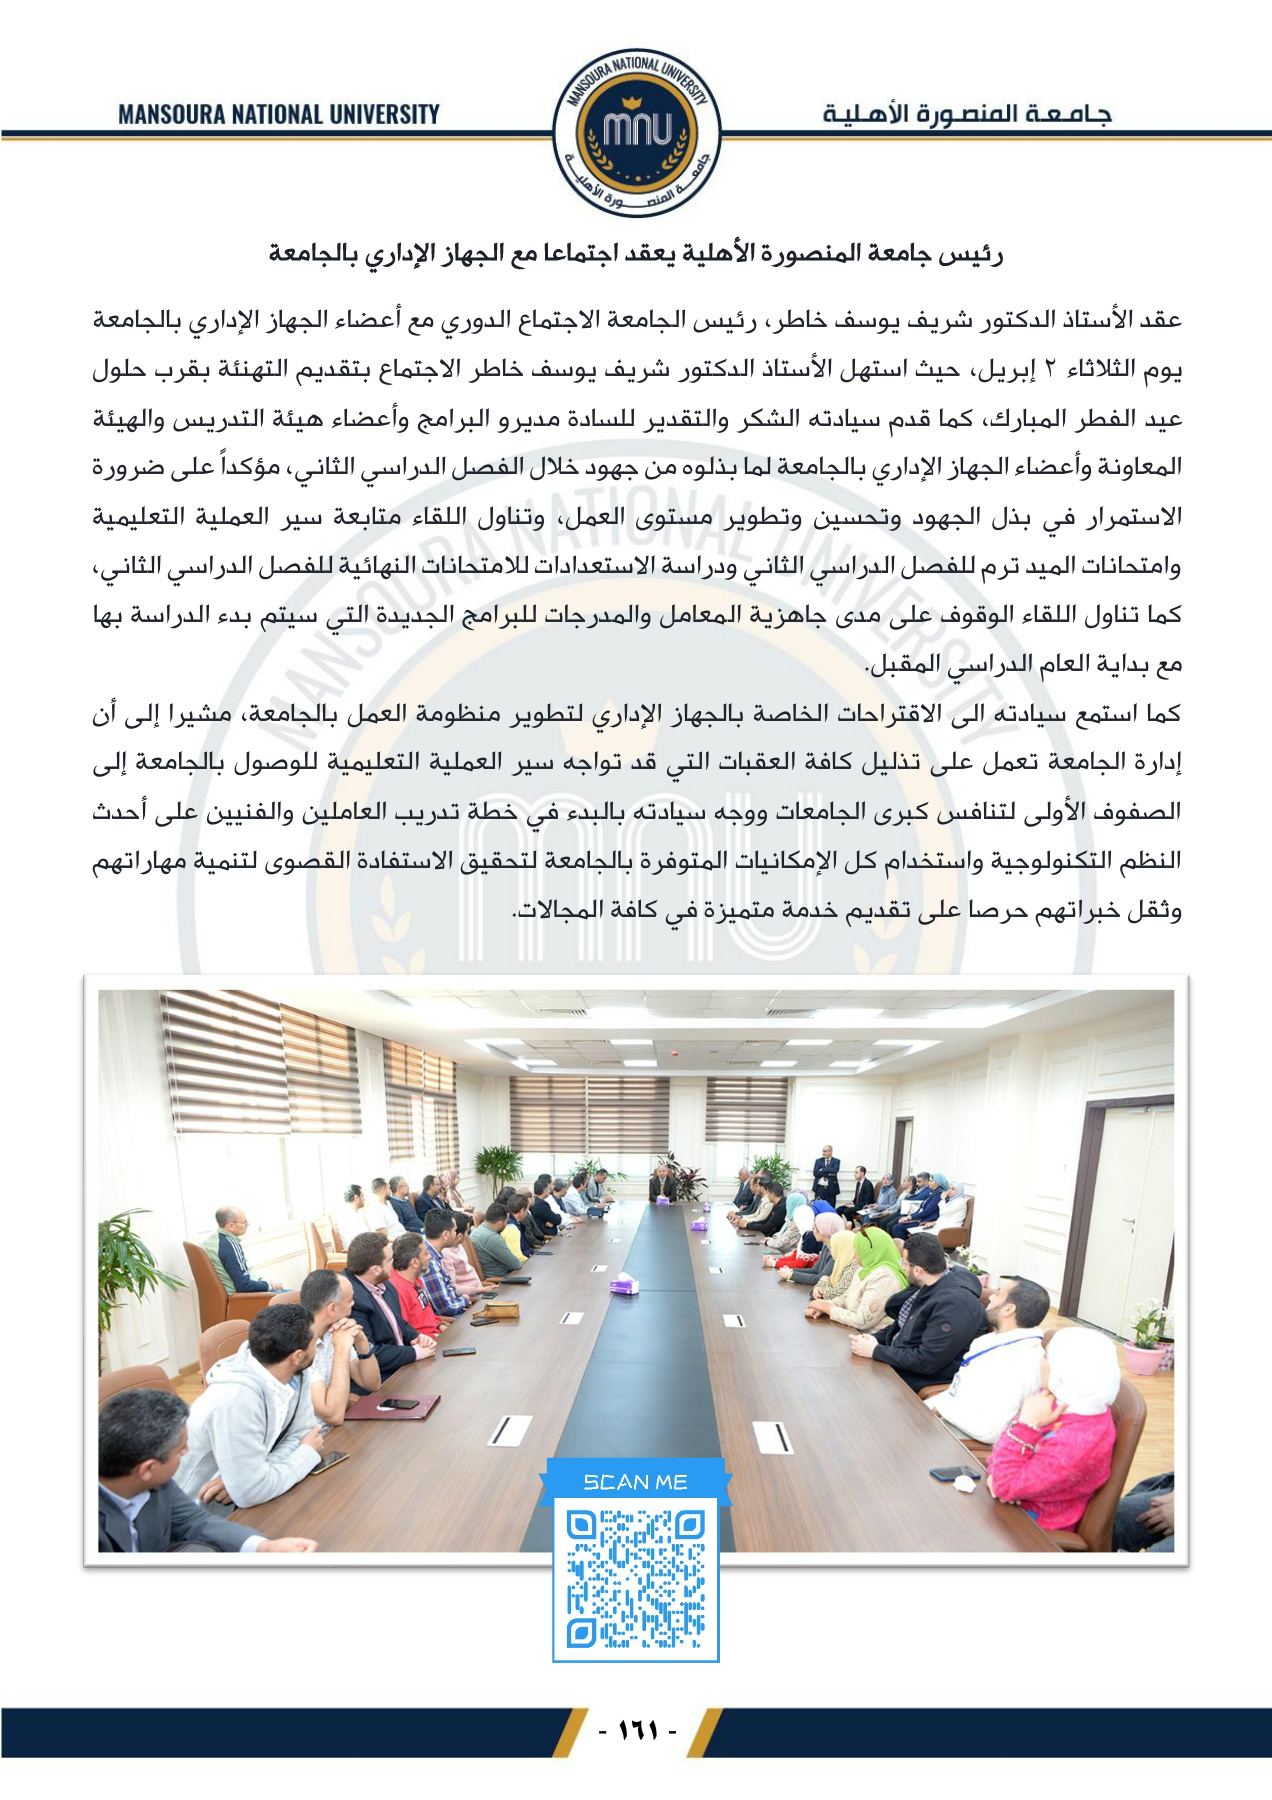 MANSOURA NATIONAL UNIVERSITY
جامعة المنصورة الأهلية
MANSOURA NATIONAL UNIVERSITY
mnu
جامعة المنصورة الأهلية
رئيس جامعة المنصورة الأهلية يعقد اجتماعا مع الجهاز الإداري بالجامعة
عقد الأستاذ الدكتور شريف يوسف خاطر، رئيس الجامعة الاجتماع الدوري مع أعضاء الجهاز الإداري بالجامعة
يوم الثلاثاء ٢ إبريل، حيث استهل الأستاذ الدكتور شريف يوسف خاطر الاجتماع بتقديم التهنئة بقرب حلول
عيد الفطر المبارك، كما قدم سيادته الشكر والتقدير للسادة مديرو البرامج وأعضاء هيئة التدريس والهيئة
المعاونة وأعضاء الجهاز الإداري بالجامعة لما بذلوه من جهود خلال الفصل الدراسي الثاني، مؤكداً على ضرورة
الاستمرار في بذل الجهود وتحسين وتطوير مستوى العمل، وتناول اللقاء متابعة سير العملية التعليمية
وامتحانات الميد ترم للفصل الدراسي الثاني ودراسة الاستعدادات للامتحانات النهائية للفصل الدراسي الثاني،
كما تناول اللقاء الوقوف على مدى جاهزية المعامل والمدرجات للبرامج الجديدة التي سيتم بدء الدراسة بها
مع بداية العام الدراسي المقبل.
كما استمع سيادته الى الاقتراحات الخاصة بالجهاز الإداري لتطوير منظومة العمل بالجامعة، مشيرا إلى أن
إدارة الجامعة تعمل على تذليل كافة العقبات التي قد تواجه سير العملية التعليمية للوصول بالجامعة إلى
الصفوف الأولى لتنافس كبرى الجامعات ووجه سيادته بالبدء في خطة تدريب العاملين والفنيين على أحدث
النظم التكنولوجية واستخدام كل الإمكانيات المتوفرة بالجامعة لتحقيق الاستفادة القصوى لتنمية مهاراتهم
وثقل خبراتهم حرصا على تقديم خدمة متميزة في كافة المجالات.
MANSOURA NATIONAL UNIVERSITY
mnu
SCAN ME
- ١٦١ -